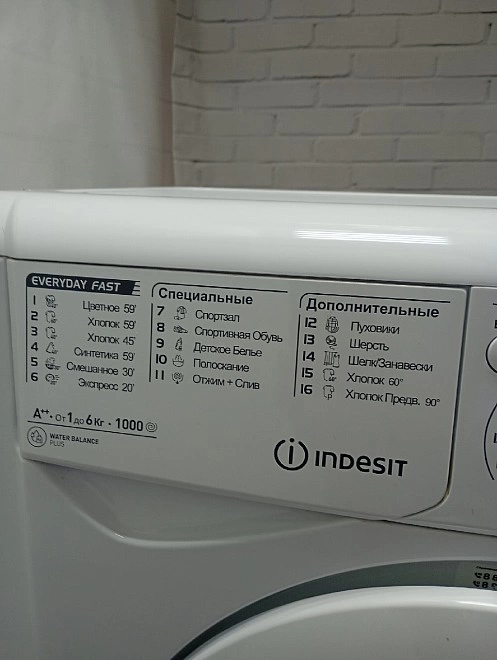 EVERYDAY FAST
1 Цветное 59'
2 Хлопок 59'
3 Хлопок 45'
4 Синтетика 59'
5 Смешанное 30'
6 Экспресс 20'
A++ · От 1 до 6 Кг · 1000
WATER BALANCE
PLUS
Специальные
7 Спортзал
8 Спортивная Обувь
9 Детское Белье
10 Полоскание
11 Отжим + Слив
Дополнительные
12 Пуховики
13 Шерсть
14 Шелк/Занавески
15 Хлопок 60°
16 Хлопок Предв. 90°
INDESIT